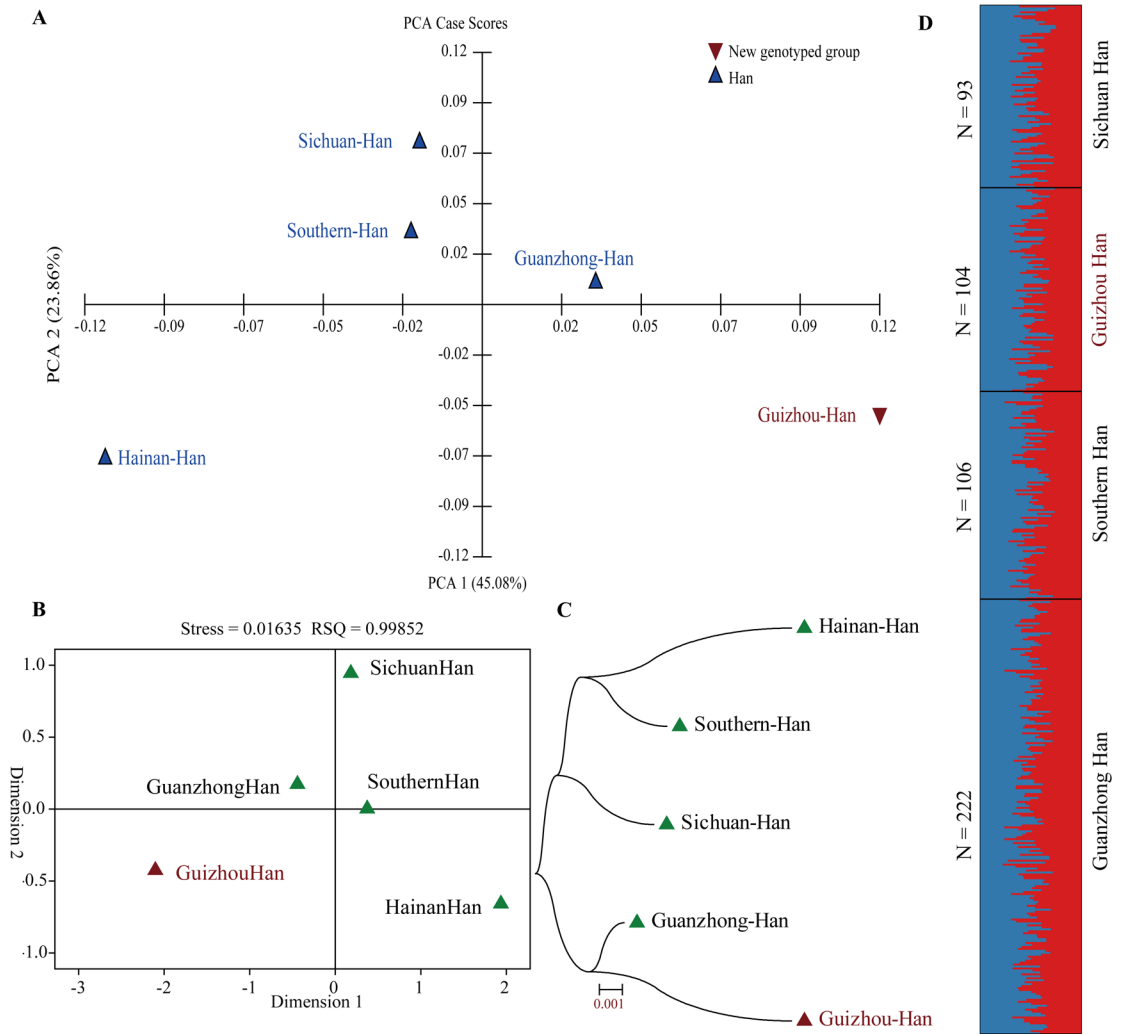 A
PCA Case Scores
D
New genotyped group
Han
0.12
0.09
0.07
0.05
0.02
-0.02
-0.05
-0.07
-0.09
-0.12
Sichuan-Han
Southern-Han
Guanzhong-Han
Guizhou-Han
Hainan-Han
-0.12 -0.09 -0.07 -0.05 -0.02 0.02 0.05 0.07 0.09 0.12
PCA 2 (23.86%)
PCA 1 (45.08%)
B
Stress = 0.01635 RSQ = 0.99852
1.0
0.5
0.0
-0.5
-1.0
Dimension 2
SichuanHan
GuanzhongHan
SouthernHan
GuizhouHan
HainanHan
-3 -2 -1 0 1 2
Dimension 1
C
Hainan-Han
Southern-Han
Sichuan-Han
Guanzhong-Han
Guizhou-Han
0.001
N = 93
Sichuan Han
N = 104
Guizhou Han
N = 106
Southern Han
N = 222
Guanzhong Han